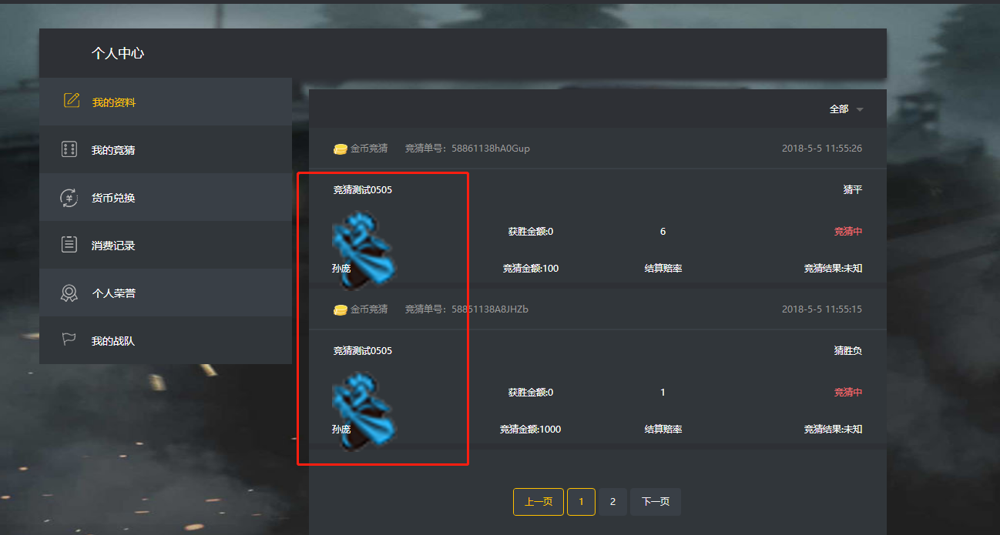 个人中心
我的资料
我的竞猜
货币兑换
消费记录
个人荣誉
我的战队
全部
金币竞猜 竞猜单号：58861138hA0Gup 2018-5-5 11:55:26
竞猜测试0505 猜平
获胜金额:0 6 竞猜中
孙庞 竞猜金额:100 结算赔率 竞猜结果:未知
金币竞猜 竞猜单号：58851138A8JHZb 2018-5-5 11:55:15
竞猜测试0505 猜胜负
获胜金额:0 1 竞猜中
孙庞 竞猜金额:1000 结算赔率 竞猜结果:未知
上一页 1 2 下一页